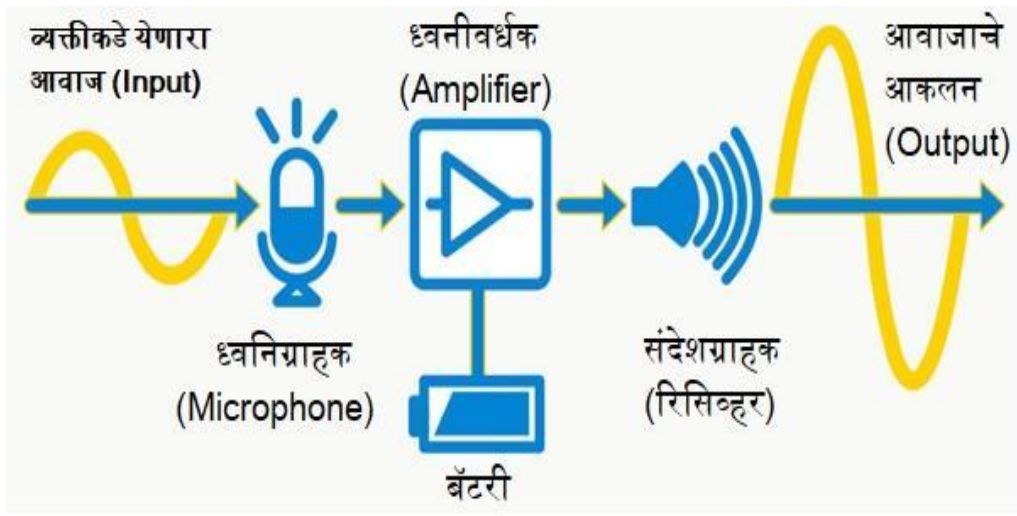 व्यक्तीकडे येणारा
आवाज (Input)
ध्वनीवर्धक
(Amplifier)
आवाजाचे
आकलन
(Output)
ध्वनिग्राहक
(Microphone)
संदेशग्राहक
(रिसिव्हर)
बॅटरी